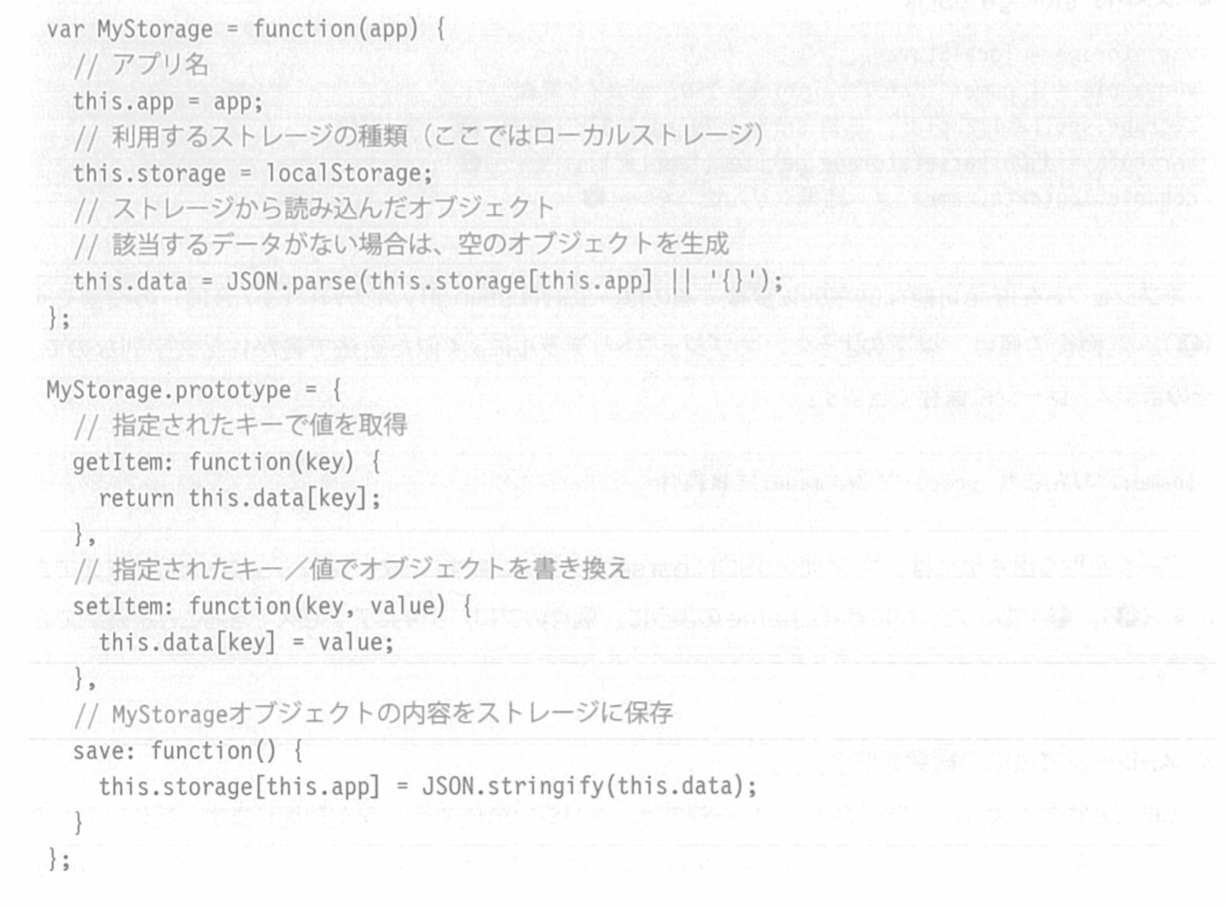 var MyStorage = function(app) {
  // アプリ名
  this.app = app;
  // 利用するストレージの種類（ここではローカルストレージ）
  this.storage = localStorage;
  // ストレージから読み込んだオブジェクト
  // 該当するデータがない場合は、空のオブジェクトを生成
  this.data = JSON.parse(this.storage[this.app] || '{}');
};

MyStorage.prototype = {
  // 指定されたキーで値を取得
  getItem: function(key) {
    return this.data[key];
  },
  // 指定されたキー／値でオブジェクトを書き換え
  setItem: function(key, value) {
    this.data[key] = value;
  },
  // MyStorageオブジェクトの内容をストレージに保存
  save: function() {
    this.storage[this.app] = JSON.stringify(this.data);
  }
};